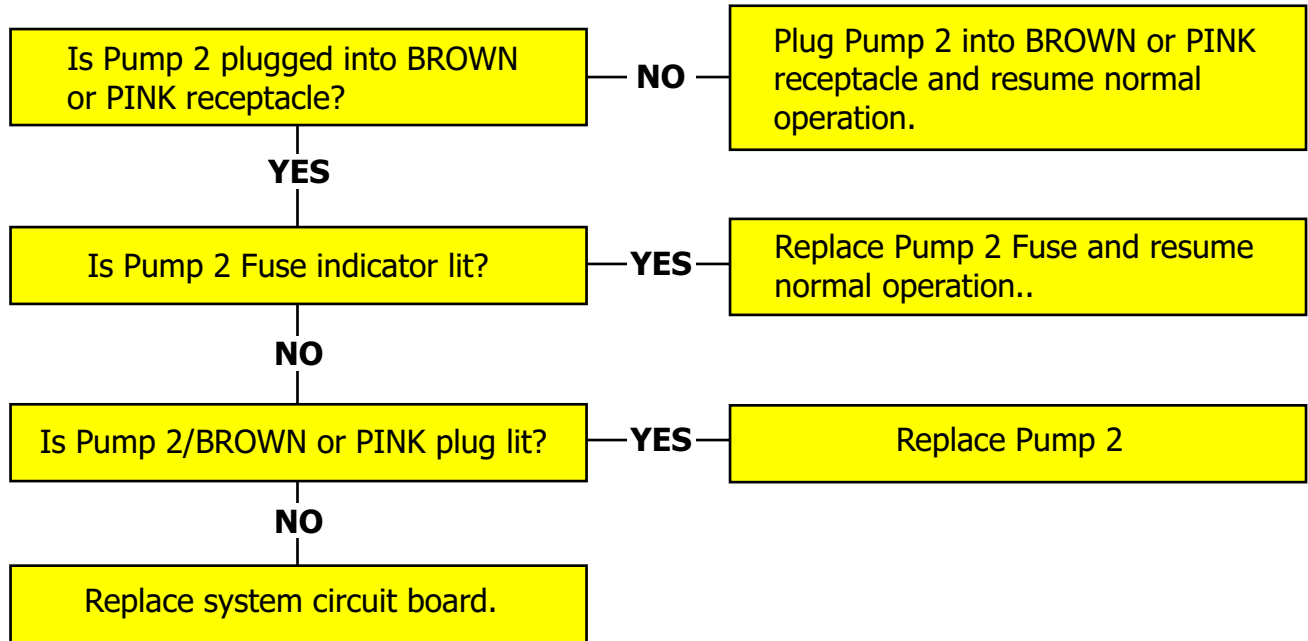 Is Pump 2 plugged into BROWN
or PINK receptacle?
NO
Plug Pump 2 into BROWN or PINK
receptacle and resume normal
operation.
YES
Is Pump 2 Fuse indicator lit?
YES
Replace Pump 2 Fuse and resume
normal operation..
NO
Is Pump 2/BROWN or PINK plug lit?
YES
Replace Pump 2
NO
Replace system circuit board.